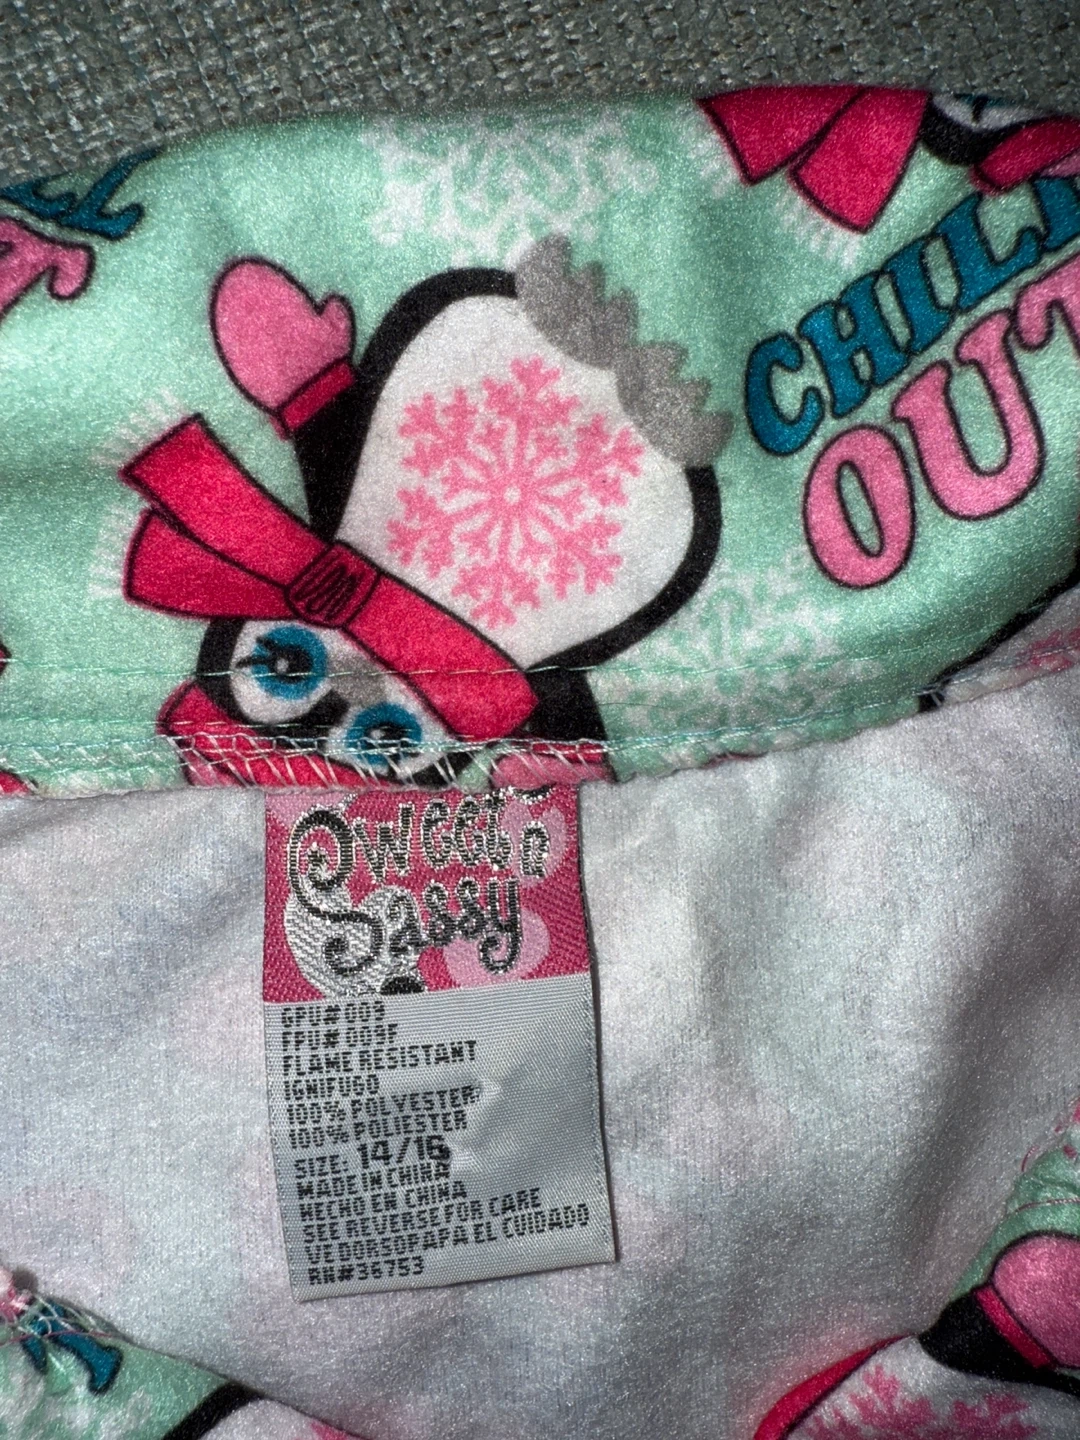 CHILL
OUT
Sweet n
Sassy
GPU# 009
FPU# 009F
FLAME RESISTANT
IGNIFUGO
100% POLYESTER
100% POLIESTER
SIZE: 14/16
MADE IN CHINA
HECHO EN CHINA
SEE REVERSE FOR CARE
VE DORSO PAPA EL CUIDADO
RN# 36753